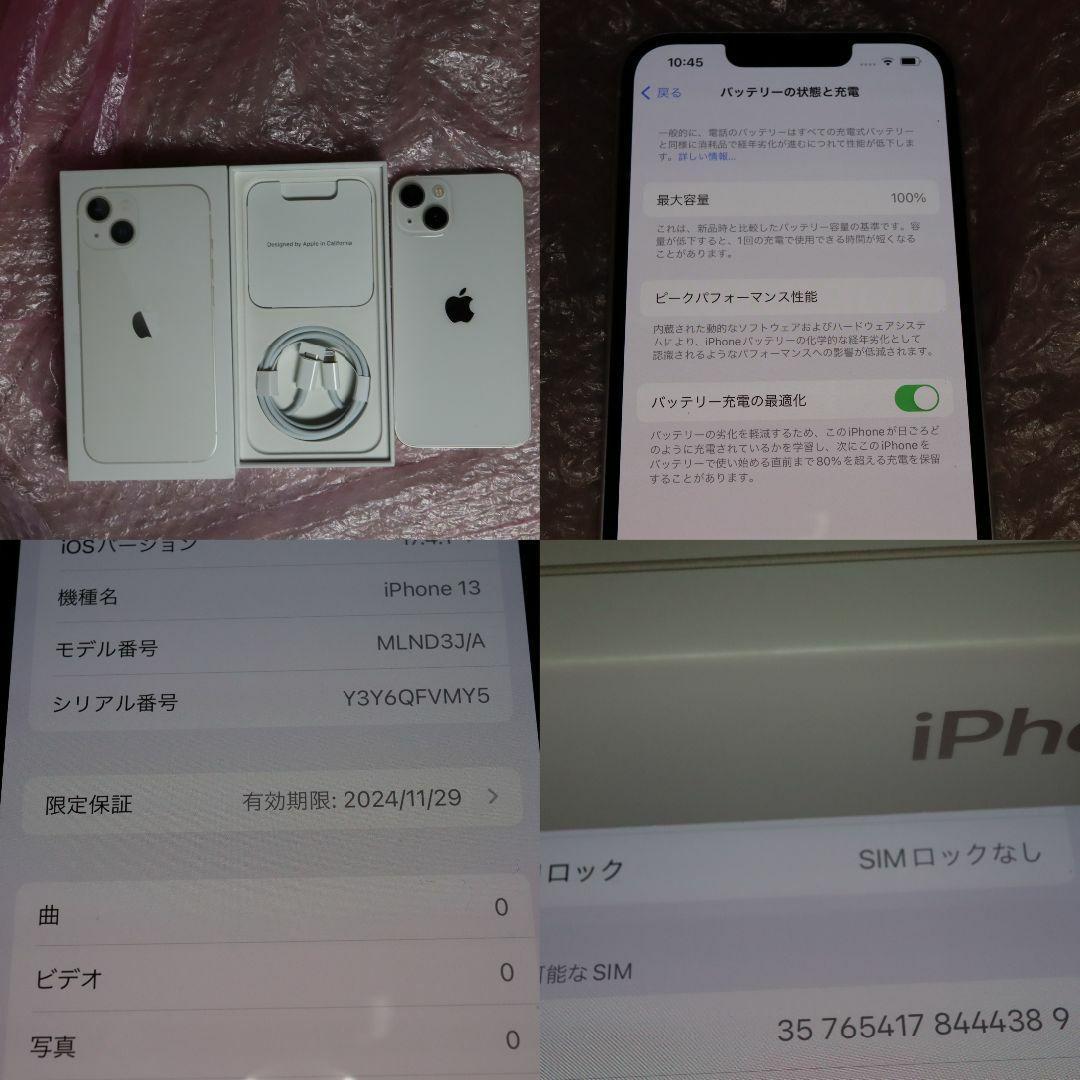 Designed by Apple in California
10:45
戻る
バッテリーの状態と充電
一般的に、電話のバッテリーはすべての充電式バッテリー
と同様に消耗品で経年劣化が進むにつれて性能が低下しま
す。詳しい情報...
最大容量
100%
これは、新品時と比較したバッテリー容量の基準です。容
量が低下すると、1回の充電で使用できる時間が短くなる
ことがあります。
ピークパフォーマンス性能
内蔵された動的なソフトウェアおよびハードウェアシステ
ムにより、iPhoneバッテリーの化学的な経年劣化として
認識されるようなパフォーマンスへの影響が低減されます。
バッテリー充電の最適化
バッテリーの劣化を軽減するため、このiPhoneが日ごろど
のように充電されているかを学習し、次にこのiPhoneを
バッテリーで使い始める直前まで80%を超える充電を保留
することがあります。
iOSバージョン
17.4.1
機種名
iPhone 13
モデル番号
MLND3J/A
シリアル番号
Y3Y6QFVMY5
限定保証
有効期限: 2024/11/29
曲
0
ビデオ
0
写真
0
iPho
ロック
SIMロックなし
可能なSIM
35 765417 844438 9